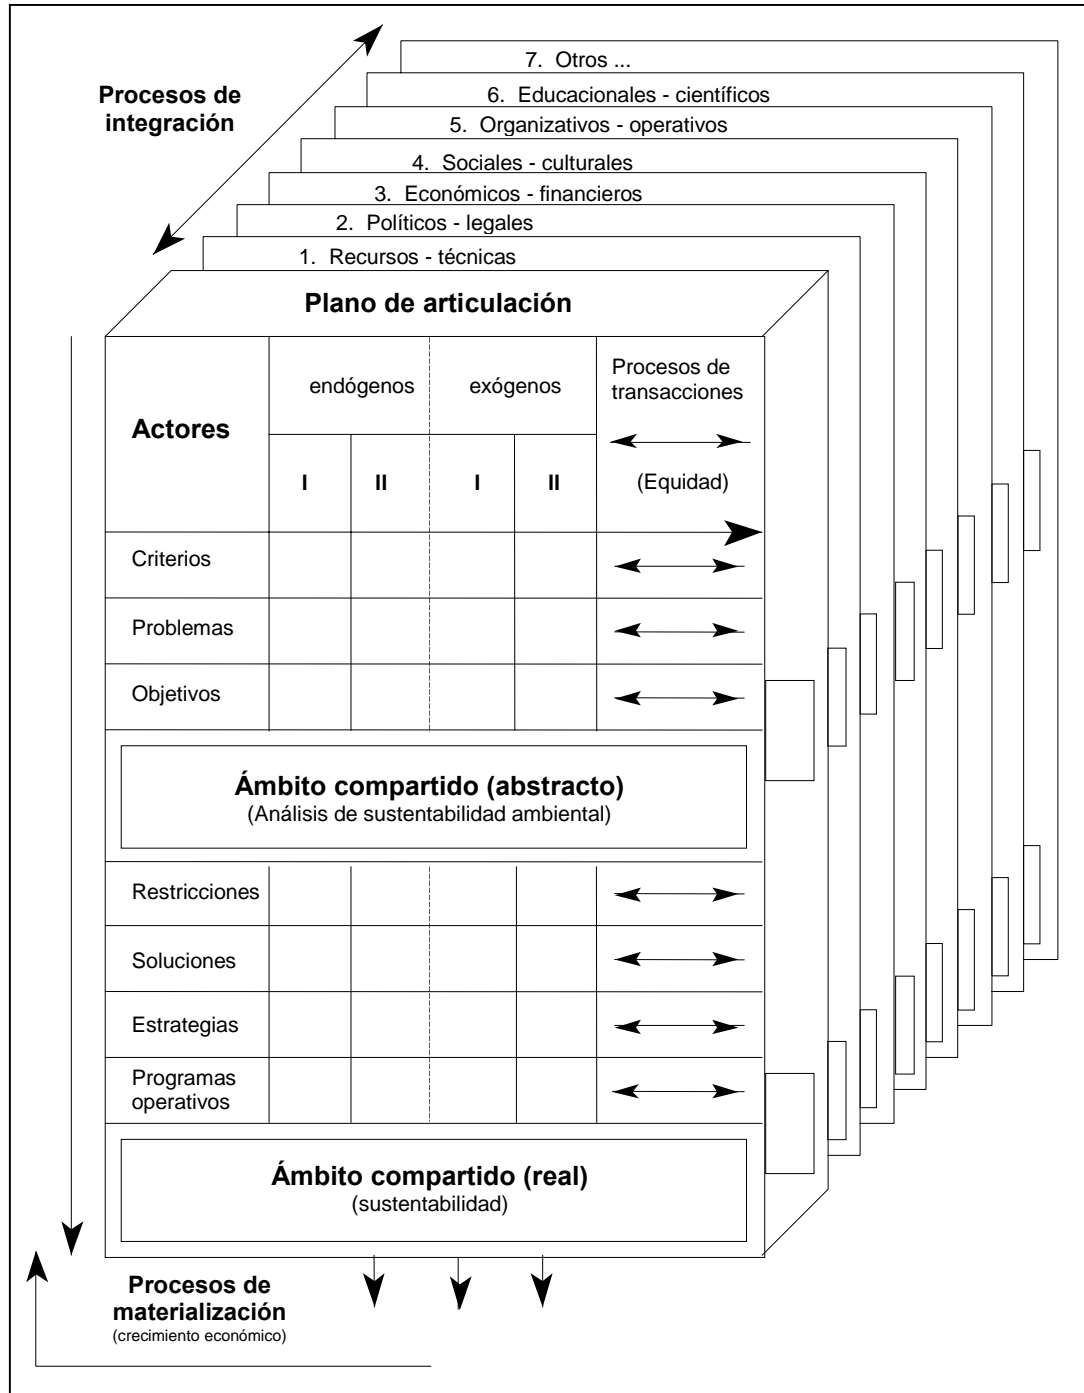 7. Otros ...
6. Educacionales - científicos
5. Organizativos - operativos
4. Sociales - culturales
3. Económicos - financieros
2. Políticos - legales
1. Recursos - técnicas
Procesos de
integración
Plano de articulación
Actores
endógenos
exógenos
Procesos de
transacciones
(Equidad)
I
II
I
II
Criterios
Problemas
Objetivos
Ámbito compartido (abstracto)
(Análisis de sustentabilidad ambiental)
Restricciones
Soluciones
Estrategias
Programas
operativos
Ámbito compartido (real)
(sustentabilidad)
Procesos de
materialización
(crecimiento económico)